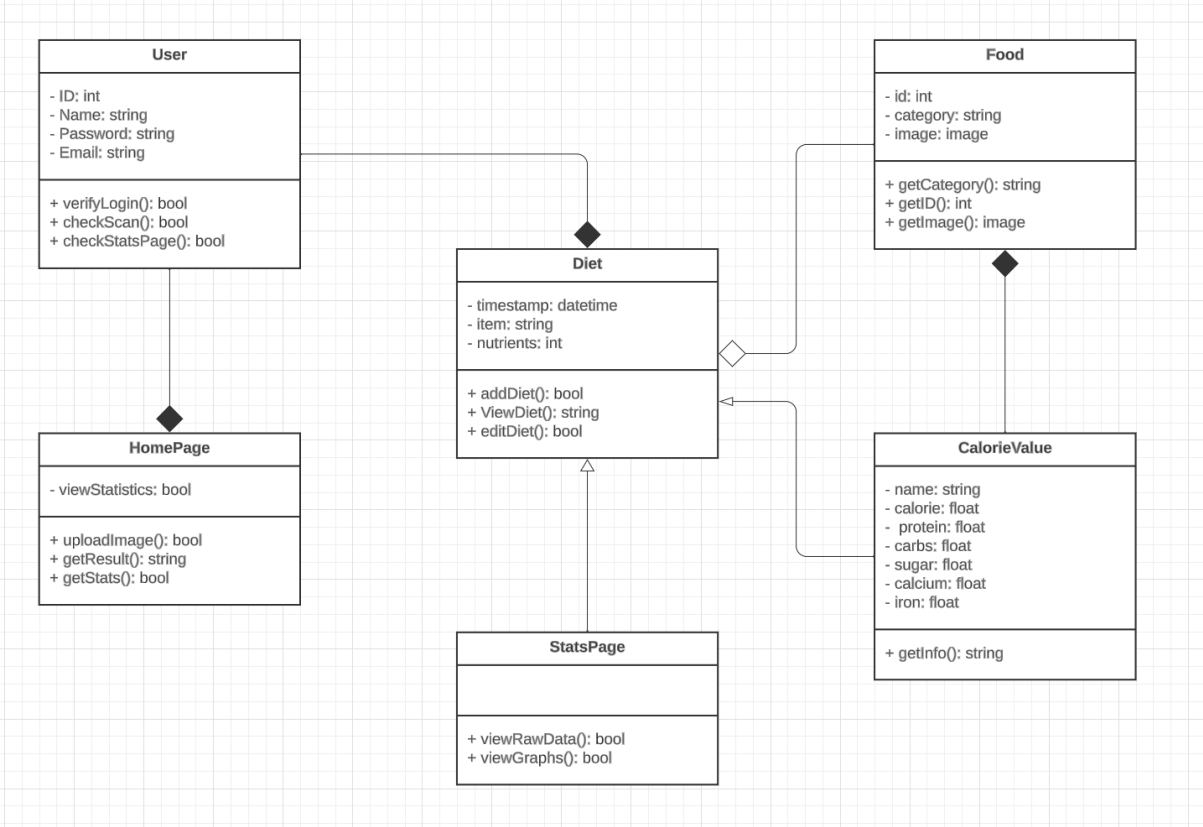 User
- ID: int
- Name: string
- Password: string
- Email: string
+ verifyLogin(): bool
+ checkScan(): bool
+ checkStatsPage(): bool
Food
- id: int
- category: string
- image: image
+ getCategory(): string
+ getID(): int
+ getImage(): image
Diet
- timestamp: datetime
- item: string
- nutrients: int
+ addDiet(): bool
+ ViewDiet(): string
+ editDiet(): bool
HomePage
- viewStatistics: bool
+ uploadImage(): bool
+ getResult(): string
+ getStats(): bool
CalorieValue
- name: string
- calorie: float
-  protein: float
- carbs: float
- sugar: float
- calcium: float
- iron: float
+ getInfo(): string
StatsPage
+ viewRawData(): bool
+ viewGraphs(): bool